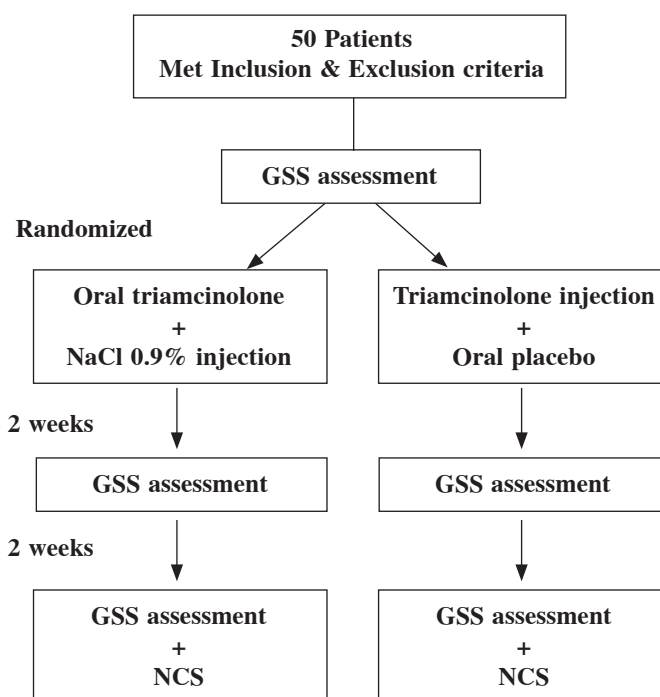 50 Patients
Met Inclusion & Exclusion criteria
GSS assessment
Randomized
Oral triamcinolone
+
NaCl 0.9% injection
Triamcinolone injection
+
Oral placebo
2 weeks
GSS assessment
GSS assessment
2 weeks
GSS assessment
+
NCS
GSS assessment
+
NCS